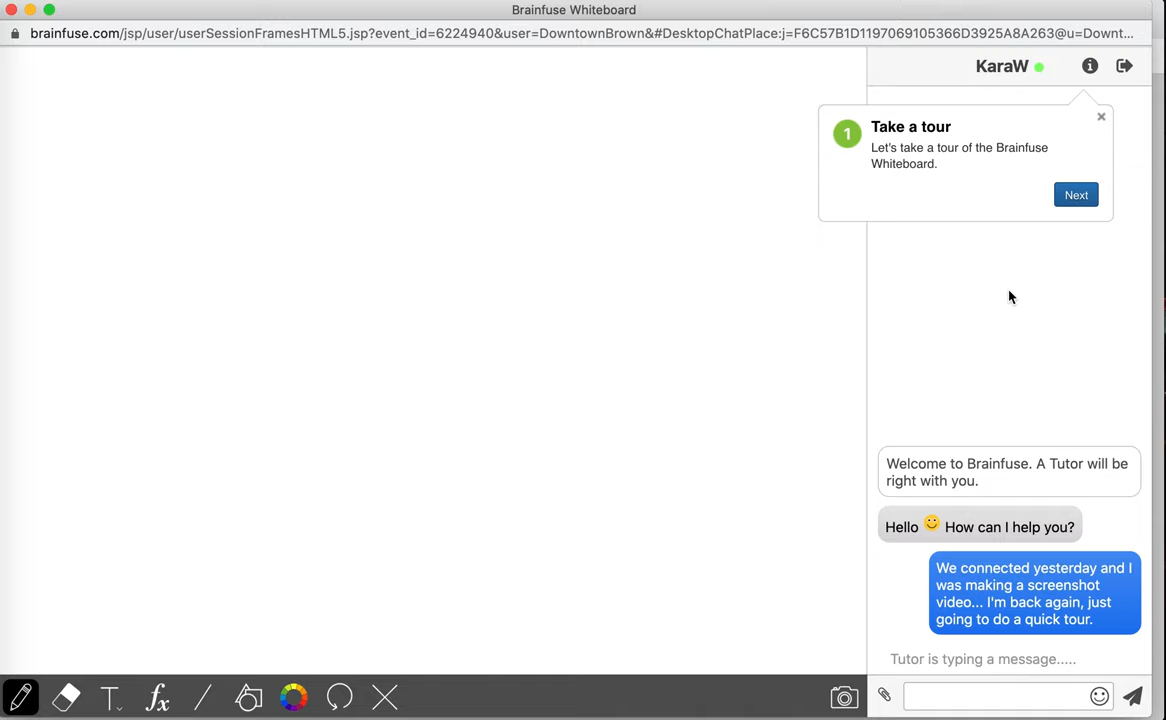 Brainfuse Whiteboard
brainfuse.com/jsp/user/userSessionFramesHTML5.jsp?event_id=6224940&user=DowntownBrown&#DesktopChatPlace:j=F6C57B1D1197069105366D3925A8A263@u=Downt...
KaraW
1
Take a tour
Let's take a tour of the Brainfuse
Whiteboard.
Next
Welcome to Brainfuse. A Tutor will be
right with you.
Hello How can I help you?
We connected yesterday and I
was making a screenshot
video... I'm back again, just
going to do a quick tour.
Tutor is typing a message.....
T
fx